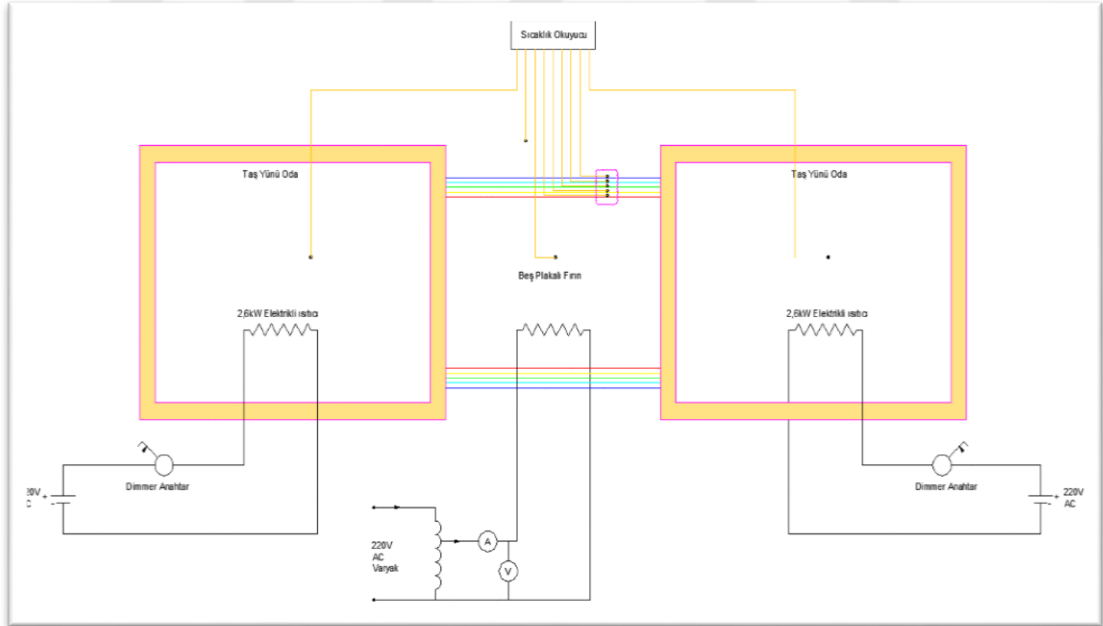 Sıcaklık Okuyucu
Taş Yünü Oda
Taş Yünü Oda
Beş Plakalı Fırın
2,6kW Elektrikli ısıtıcı
2,6kW Elektrikli ısıtıcı
Dimmer Anahtar
Dimmer Anahtar
+
-
+
-
220V
AC
220V
AC
Varyak
A
V